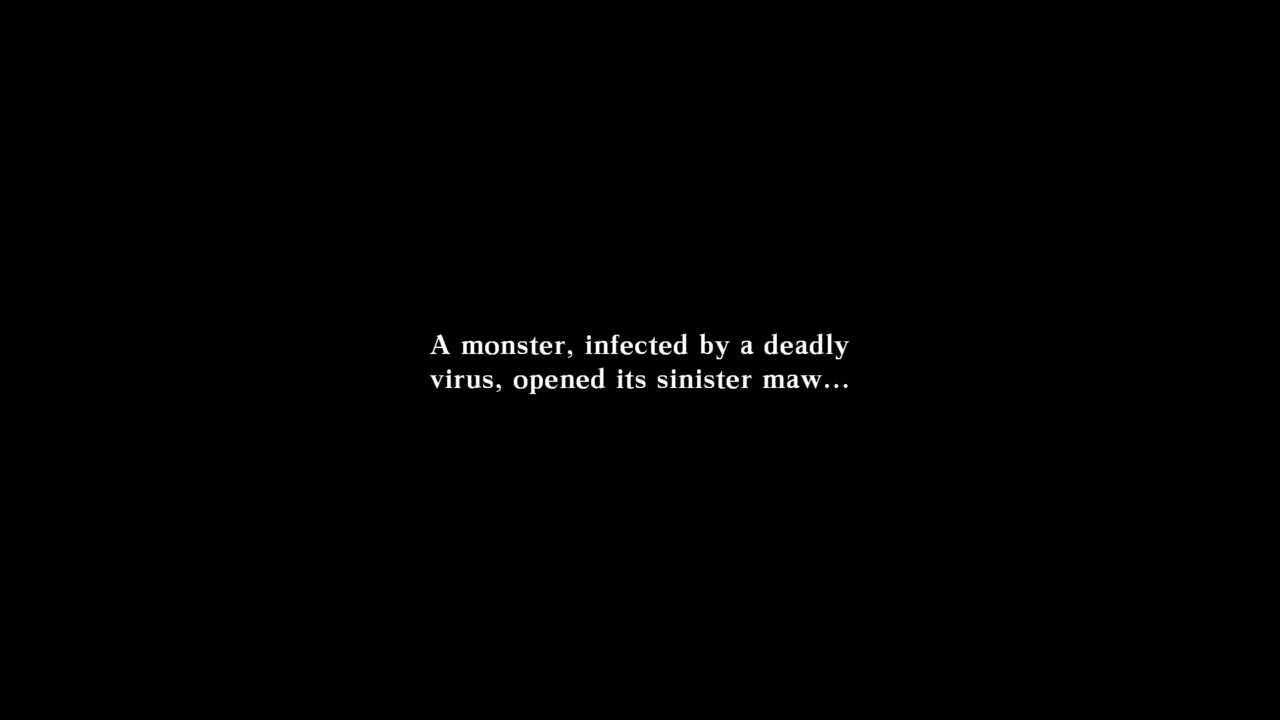 A monster, infected by a deadly
virus, opened its sinister maw...